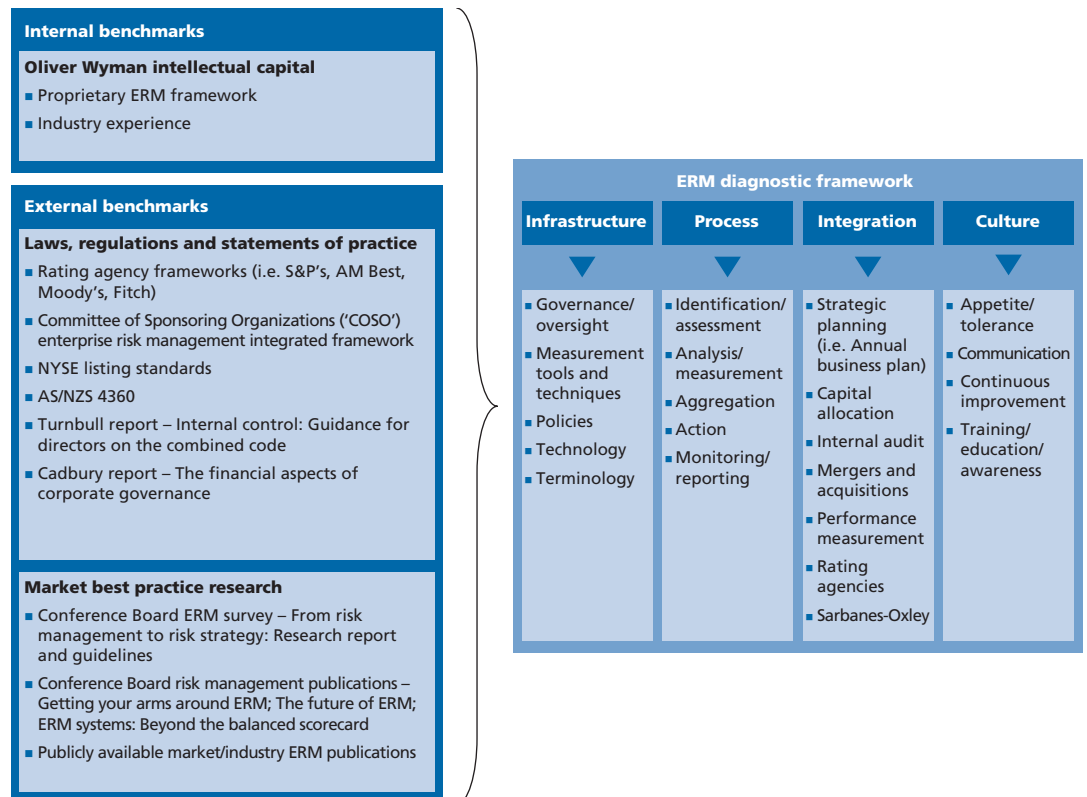 Internal benchmarks
Oliver Wyman intellectual capital
■ Proprietary ERM framework
■ Industry experience
External benchmarks
Laws, regulations and statements of practice
■ Rating agency frameworks (i.e. S&P's, AM Best,
Moody's, Fitch)
■ Committee of Sponsoring Organizations ('COSO')
enterprise risk management integrated framework
■ NYSE listing standards
■ AS/NZS 4360
■ Turnbull report – Internal control: Guidance for
directors on the combined code
■ Cadbury report – The financial aspects of
corporate governance
Market best practice research
■ Conference Board ERM survey – From risk
management to risk strategy: Research report
and guidelines
■ Conference Board risk management publications –
Getting your arms around ERM; The future of ERM;
ERM systems: Beyond the balanced scorecard
■ Publicly available market/industry ERM publications
ERM diagnostic framework
Infrastructure
■ Governance/
oversight
■ Measurement
tools and
techniques
■ Policies
■ Technology
■ Terminology
Process
■ Identification/
assessment
■ Analysis/
measurement
■ Aggregation
■ Action
■ Monitoring/
reporting
Integration
■ Strategic
planning
(i.e. Annual
business plan)
■ Capital
allocation
■ Internal audit
■ Mergers and
acquisitions
■ Performance
measurement
■ Rating
agencies
■ Sarbanes-Oxley
Culture
■ Appetite/
tolerance
■ Communication
■ Continuous
improvement
■ Training/
education/
awareness